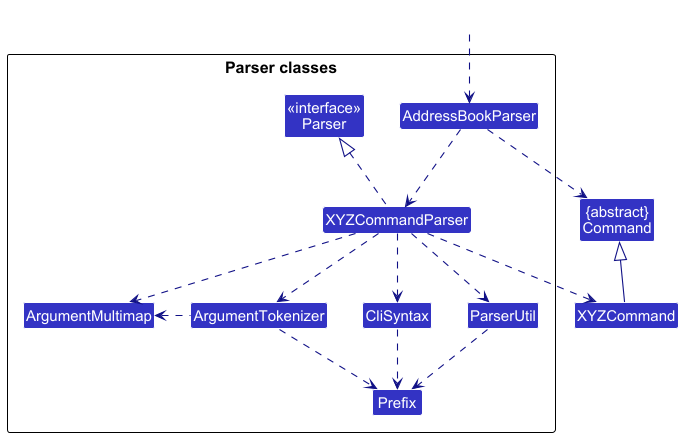 Parser classes
«interface»
Parser
AddressBookParser
{abstract}
Command
XYZCommandParser
ArgumentMultimap
ArgumentTokenizer
CliSyntax
ParserUtil
XYZCommand
Prefix